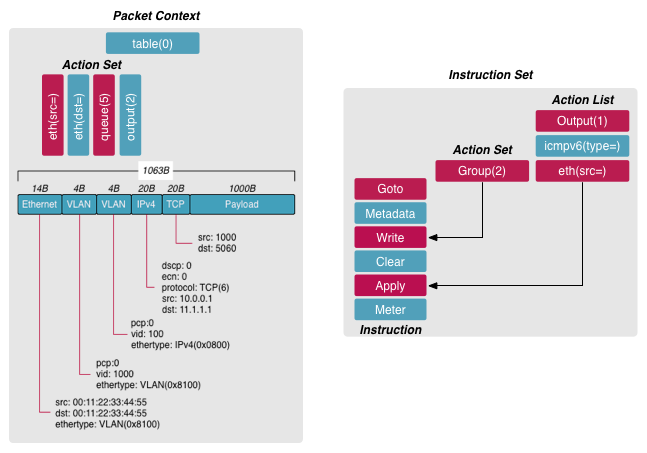 Packet Context
table(0)
Action Set
eth(src=)
eth(dst=)
queue(5)
output(2)
1063B
14B 4B 4B 20B 20B 1000B
Ethernet VLAN VLAN IPv4 TCP Payload
src: 1000
dst: 5060
dscp: 0
ecn: 0
protocol: TCP(6)
src: 10.0.0.1
dst: 11.1.1.1
pcp:0
vid: 100
ethertype: IPv4(0x0800)
pcp:0
vid: 1000
ethertype: VLAN(0x8100)
src: 00:11:22:33:44:55
dst: 00:11:22:33:44:55
ethertype: VLAN(0x8100)
Instruction Set
Action List
Output(1)
icmpv6(type=)
eth(src=)
Action Set
Group(2)
Goto
Metadata
Write
Clear
Apply
Meter
Instruction